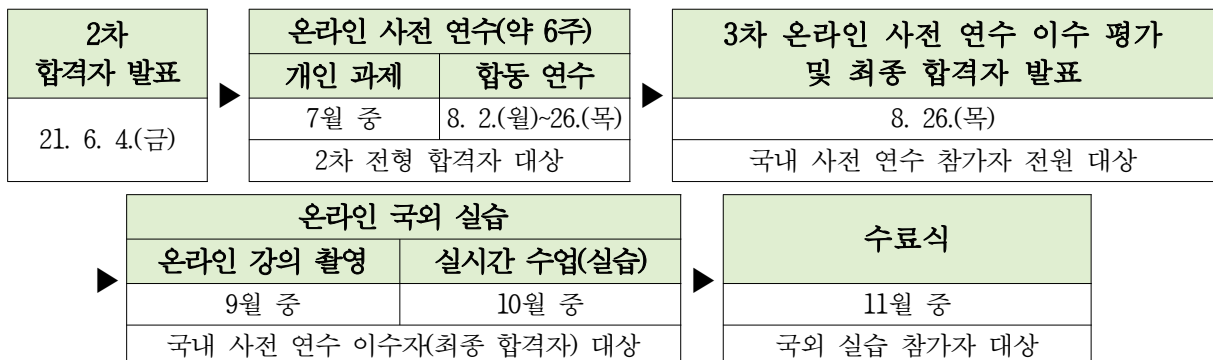 2차
합격자 발표
21. 6. 4.(금)
▶
온라인 사전 연수(약 6주)
개인 과제 합동 연수
7월 중 8. 2.(월)~26.(목)
2차 전형 합격자 대상
▶
3차 온라인 사전 연수 이수 평가
및 최종 합격자 발표
8. 26.(목)
국내 사전 연수 참가자 전원 대상
▶
온라인 국외 실습
온라인 강의 촬영 실시간 수업(실습)
9월 중 10월 중
국내 사전 연수 이수자(최종 합격자) 대상
▶
수료식
11월 중
국외 실습 참가자 대상